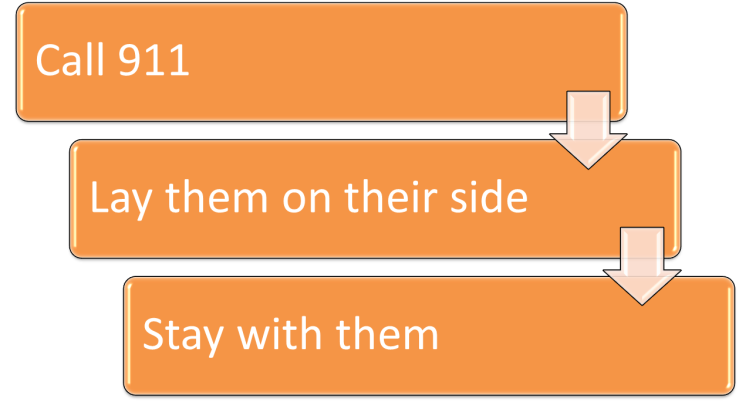 Call 911
Lay them on their side
Stay with them